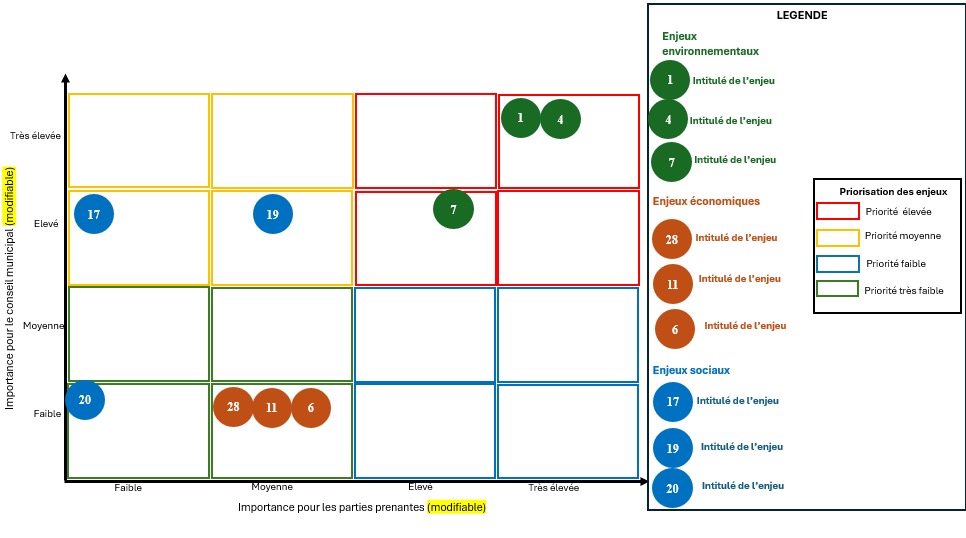 Importance pour le conseil municipal (modifiable)
Très élevée
Elevé
Moyenne
Faible
1
4
17
19
7
20
28
11
6
Faible
Moyenne
Elevé
Très élevée
Importance pour les parties prenantes (modifiable)
LEGENDE
Enjeux
environnementaux
1 Intitulé de l'enjeu
4 Intitulé de l'enjeu
7 Intitulé de l'enjeu
Enjeux économiques
28 Intitulé de l'enjeu
11 Intitulé de l'enjeu
6 Intitulé de l'enjeu
Enjeux sociaux
17 Intitulé de l'enjeu
19 Intitulé de l'enjeu
20 Intitulé de l'enjeu
Priorisation des enjeux
Priorité élevée
Priorité moyenne
Priorité faible
Priorité très faible